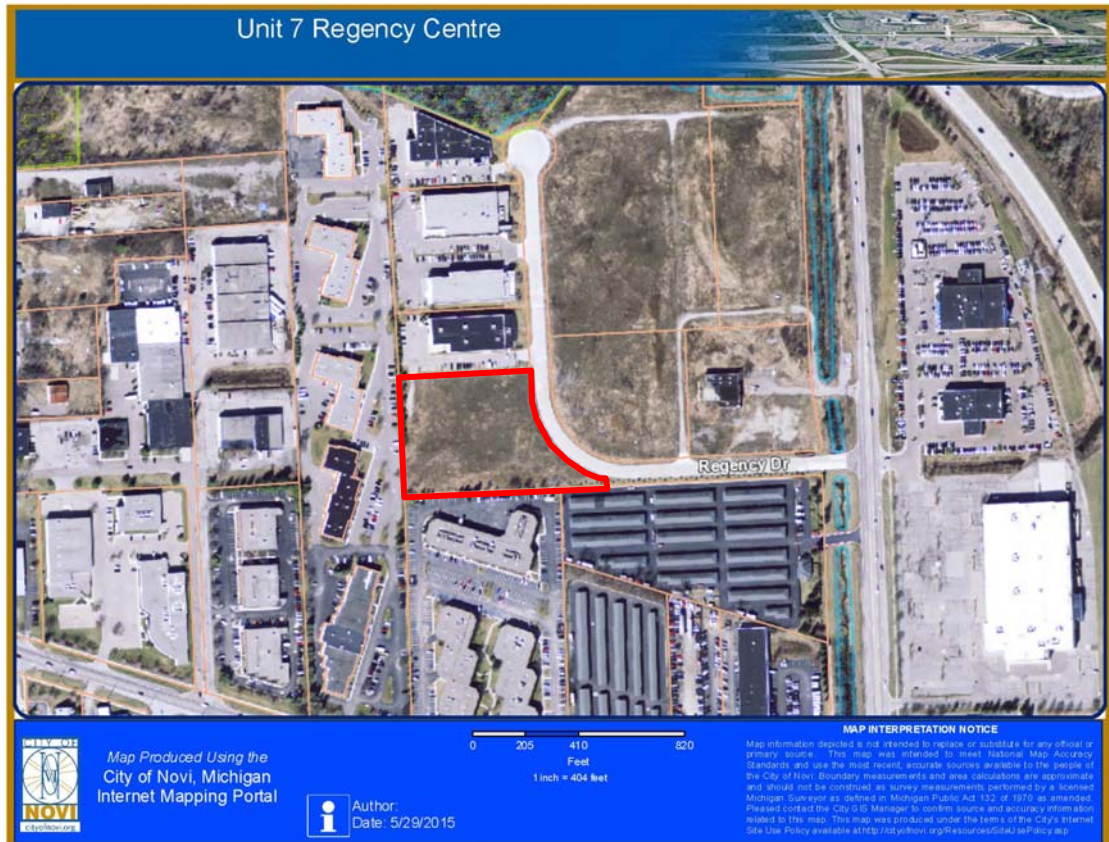 Unit 7 Regency Centre
Regency Dr
CITY OF
NOVI
cityofnovi.org
Map Produced Using the
City of Novi, Michigan
Internet Mapping Portal
0 205 410 820
Feet
1 inch = 404 feet
Author:
Date: 5/29/2015
MAP INTERPRETATION NOTICE
Map information depicted is not intended to replace or substitute for any official or
primary source. This map was intended to meet National Map Accuracy
Standards and use the most recent, accurate sources available to the people of
the City of Novi. Boundary measurements and area calculations are approximate
and should not be construed as survey measurements performed by a licensed
Michigan Surveyor as defined in Michigan Public Act 132 of 1970 as amended.
Pleased contact the City GIS Manager to confirm source and accuracy information
related to this map. This map was produced under the terms of the City's Internet
Site Use Policy available at http://cityofnovi.org/Resources/SiteUsePolicy.asp